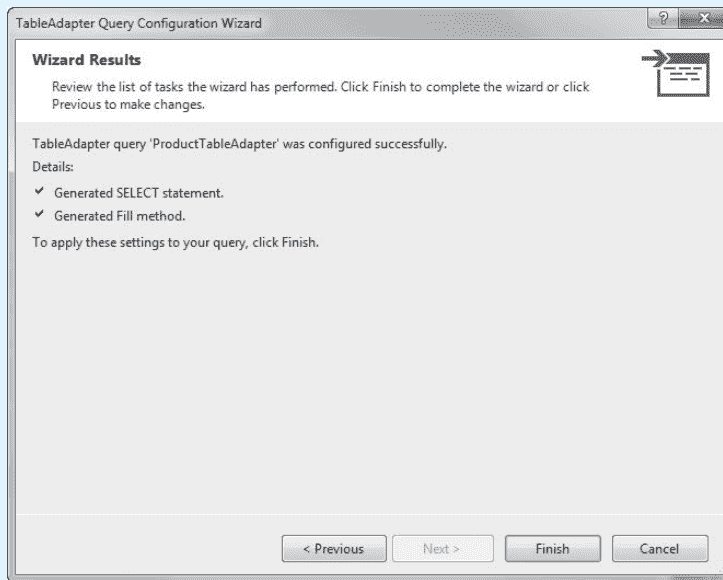 TableAdapter Query Configuration Wizard
Wizard Results
Review the list of tasks the wizard has performed. Click Finish to complete the wizard or click
Previous to make changes.
TableAdapter query 'ProductTableAdapter' was configured successfully.
Details:
Generated SELECT statement.
Generated Fill method.
To apply these settings to your query, click Finish.
< Previous
Next >
Finish
Cancel